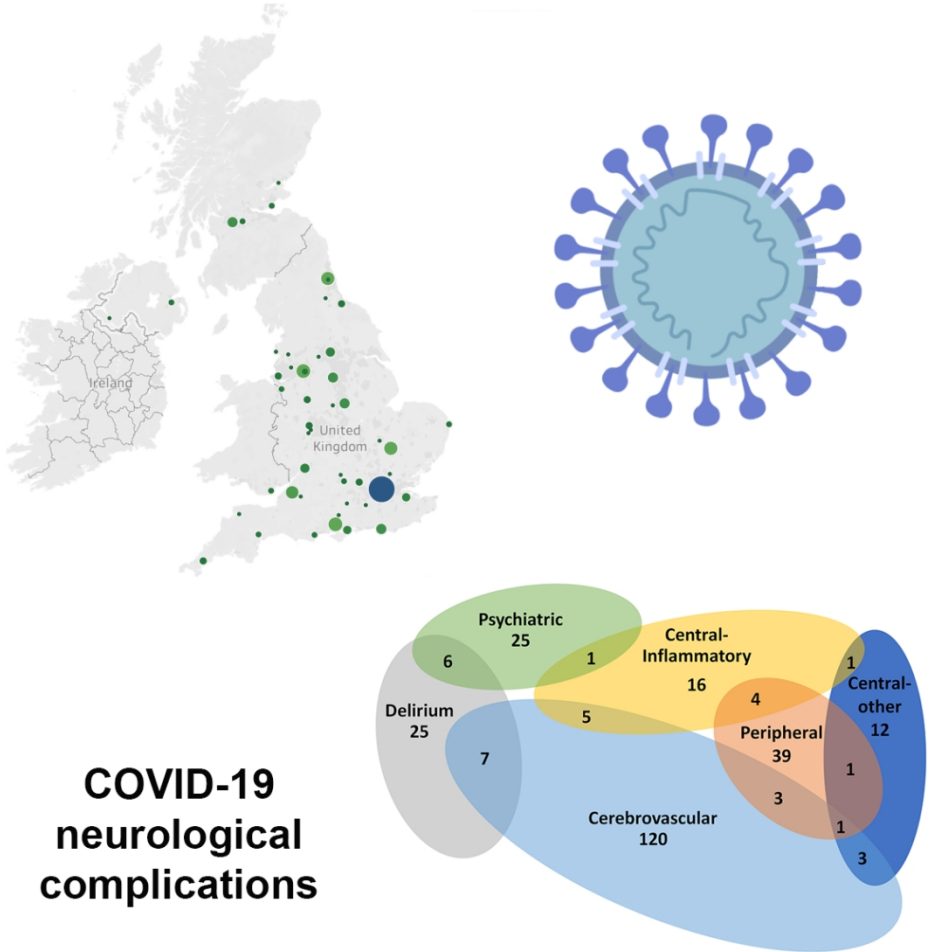 Ireland
United
Kingdom
Psychiatric
25
6
1
Central-
Inflammatory
16
1
Central-
other
12
Delirium
25
5
4
Peripheral
39
7
1
3
Cerebrovascular
120
1
3
COVID-19
neurological
complications